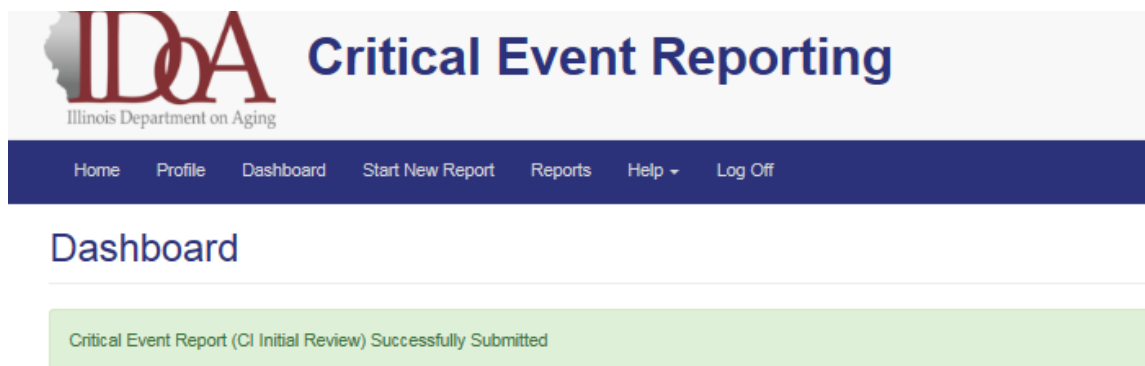 IDoA
Critical Event Reporting
Illinois Department on Aging
Home Profile Dashboard Start New Report Reports Help Log Off
Dashboard
Critical Event Report (CI Initial Review) Successfully Submitted